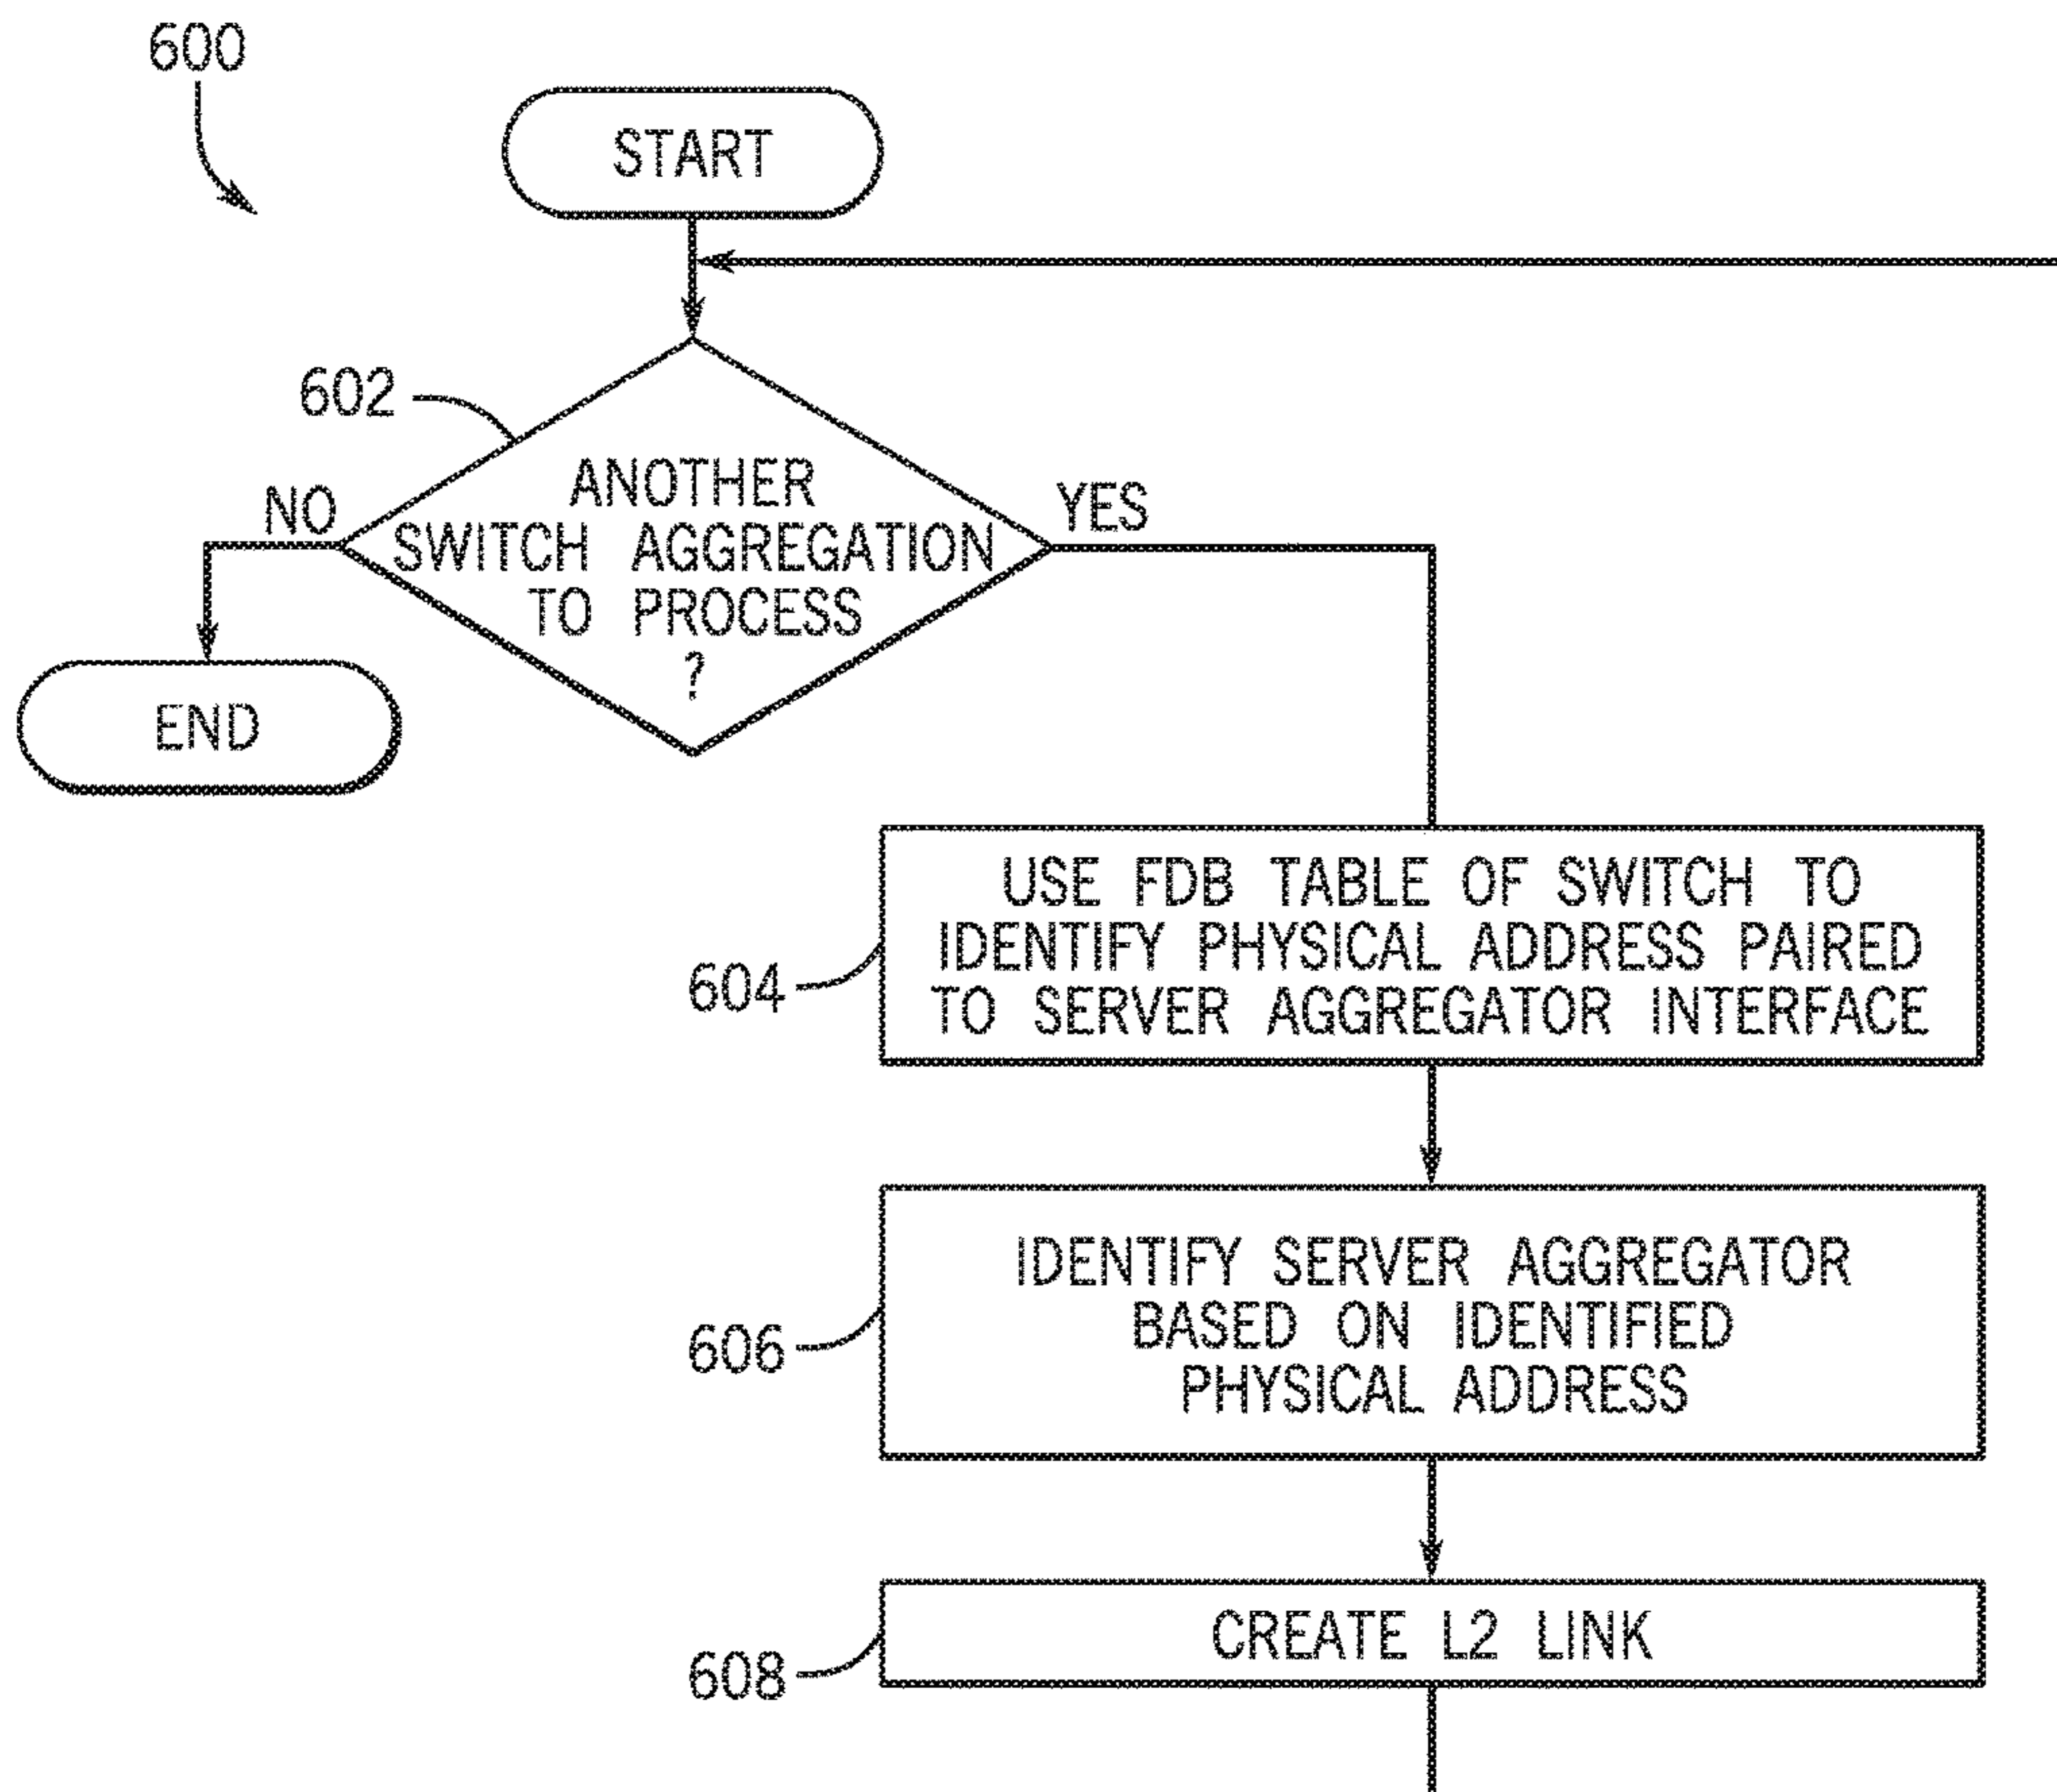 600
START
602
NO
YES
ANOTHER
SWITCH AGGREGATION
TO PROCESS
?
END
604
USE FDB TABLE OF SWITCH TO
IDENTIFY PHYSICAL ADDRESS PAIRED
TO SERVER AGGREGATOR INTERFACE
606
IDENTIFY SERVER AGGREGATOR
BASED ON IDENTIFIED
PHYSICAL ADDRESS
608
CREATE L2 LINK